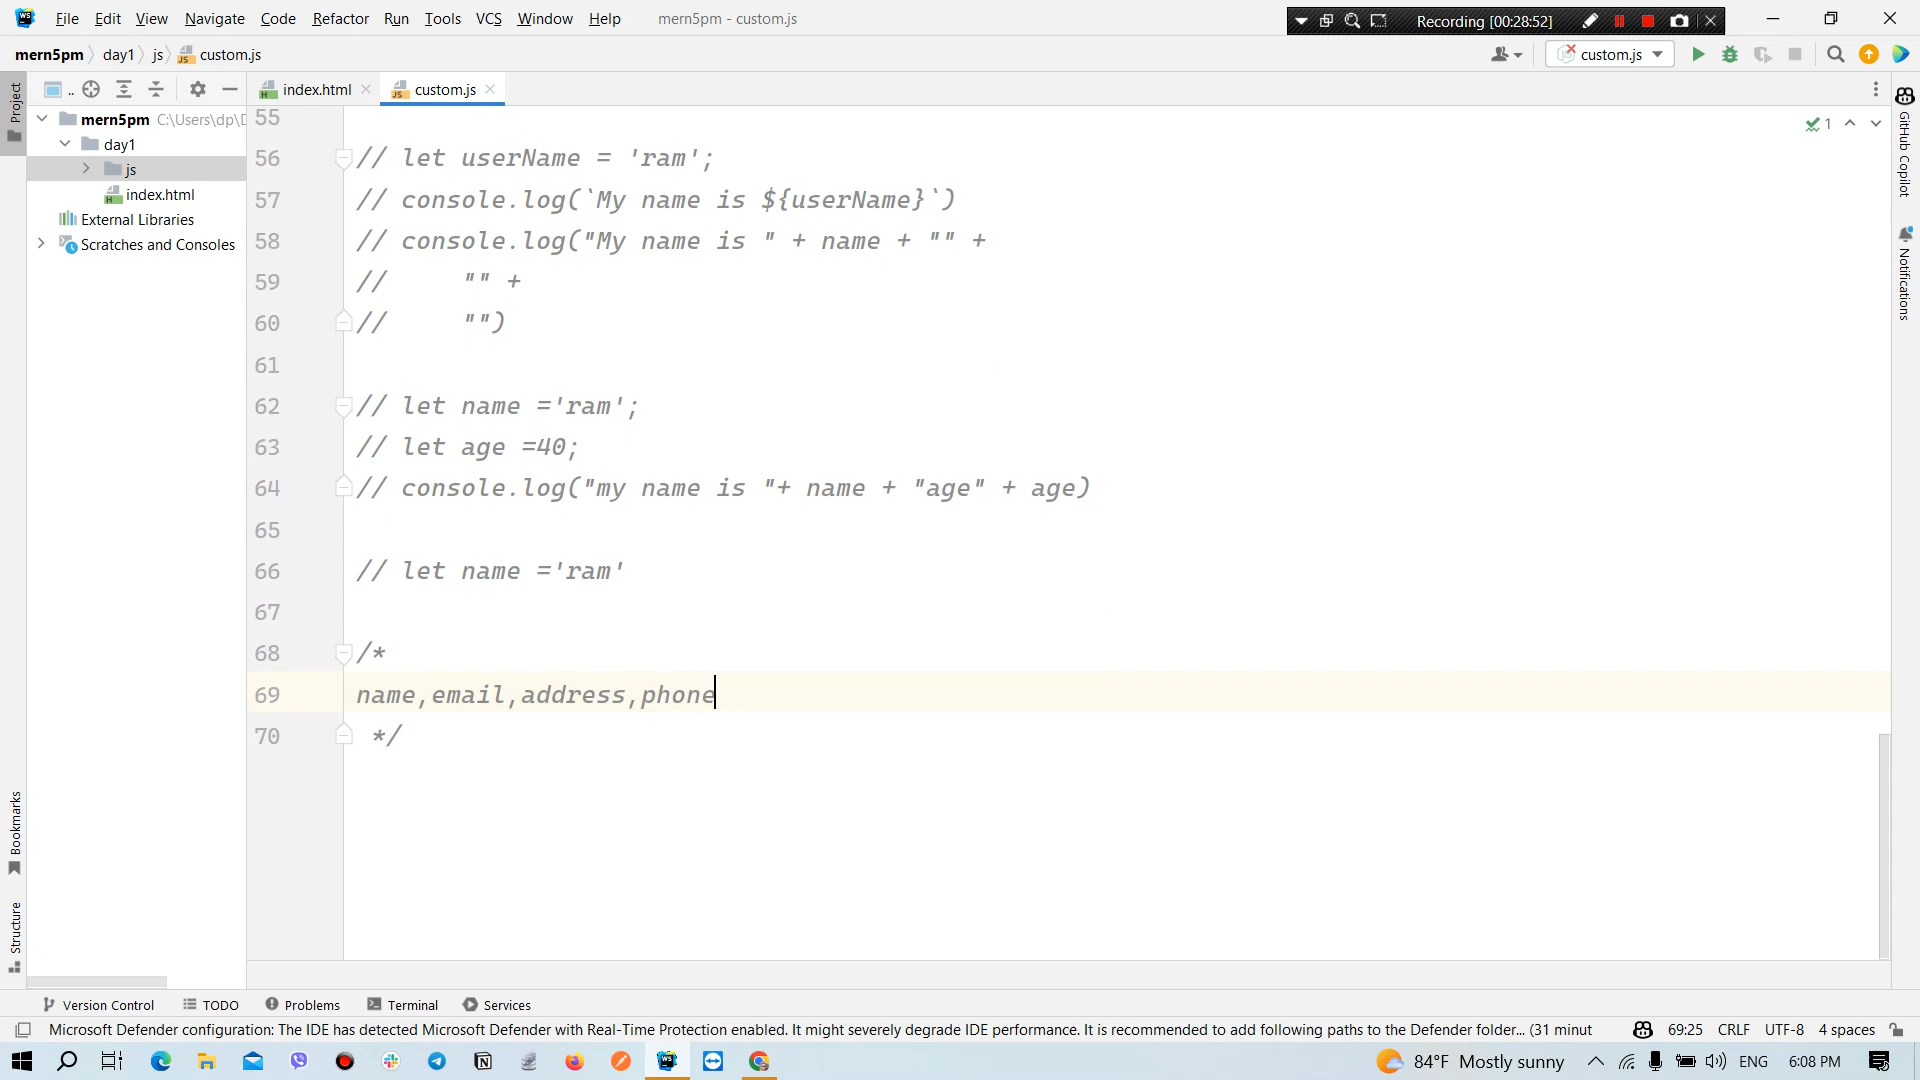 File Edit View Navigate Code Refactor Run Tools VCS Window Help mern5pm - custom.js
Recording [00:28:52]
mern5pm day1 js custom.js
custom.js
Project
..
index.html
custom.js
mern5pm C:\Users\dp\D
day1
js
index.html
External Libraries
Scratches and Consoles
1
55
56 // let userName = 'ram';
57 // console.log(`My name is ${userName}`)
58 // console.log("My name is " + name + "" +
59 // "" +
60 // "")
61
62 // let name ='ram';
63 // let age =40;
64 // console.log("my name is "+ name + "age" + age)
65
66 // let name ='ram'
67
68 /*
69 name,email,address,phone
70 */
GitHub Copilot
Notifications
Bookmarks
Structure
Version Control TODO Problems Terminal Services
Microsoft Defender configuration: The IDE has detected Microsoft Defender with Real-Time Protection enabled. It might severely degrade IDE performance. It is recommended to add following paths to the Defender folder... (31 minut 69:25 CRLF UTF-8 4 spaces
84°F Mostly sunny ENG 6:08 PM